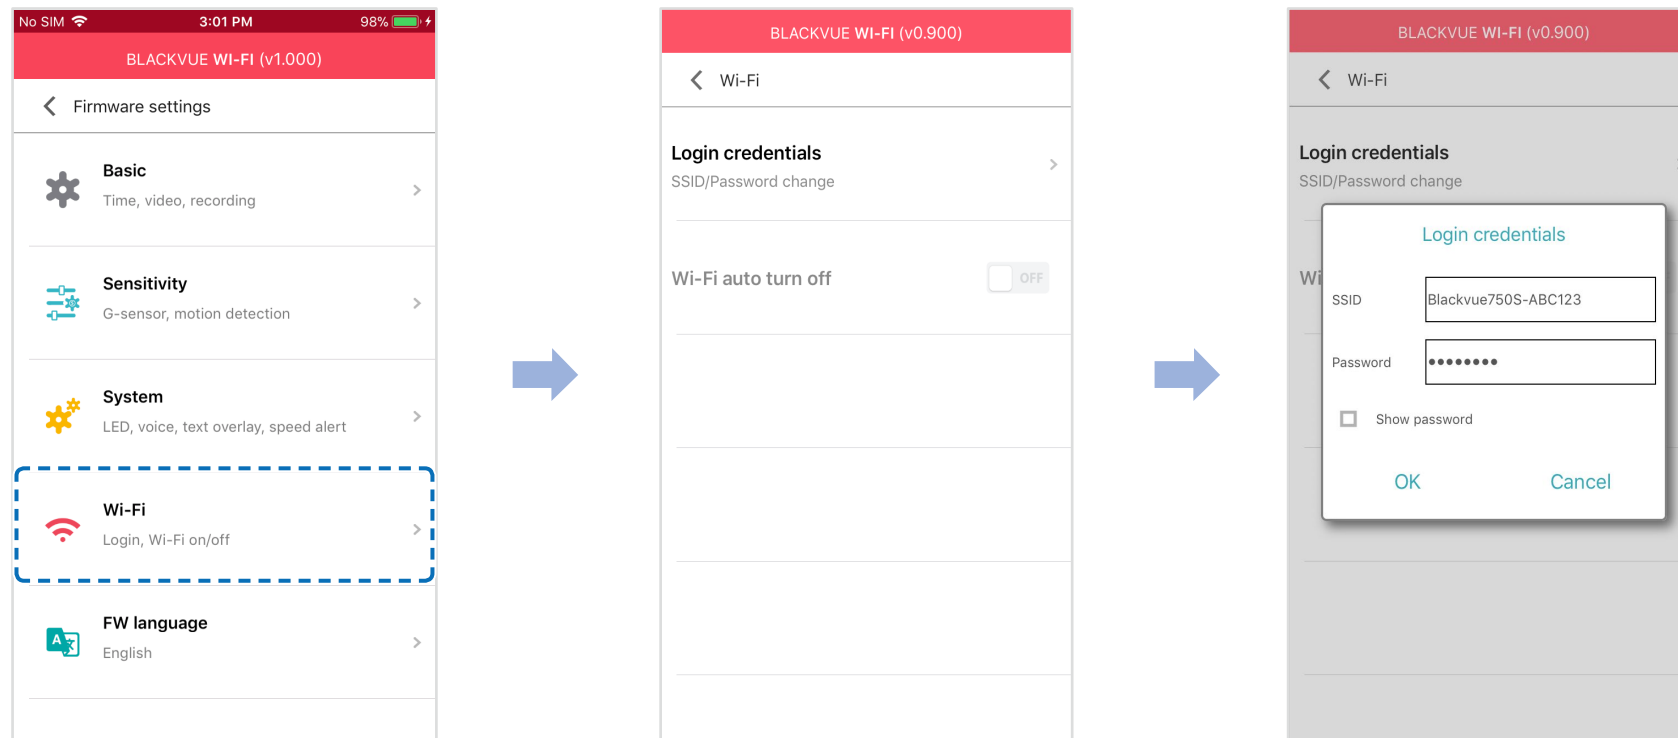 No SIM 3:01 PM 98%
BLACKVUE WI-FI (v1.000)
Firmware settings
Basic
Time, video, recording
Sensitivity
G-sensor, motion detection
System
LED, voice, text overlay, speed alert
Wi-Fi
Login, Wi-Fi on/off
FW language
English
BLACKVUE WI-FI (v0.900)
Wi-Fi
Login credentials
SSID/Password change
Wi-Fi auto turn off OFF
BLACKVUE WI-FI (v0.900)
Wi-Fi
Login credentials
SSID/Password change
Wi
Login credentials
SSID Blackvue750S-ABC123
Password ••••••••
Show password
OK Cancel